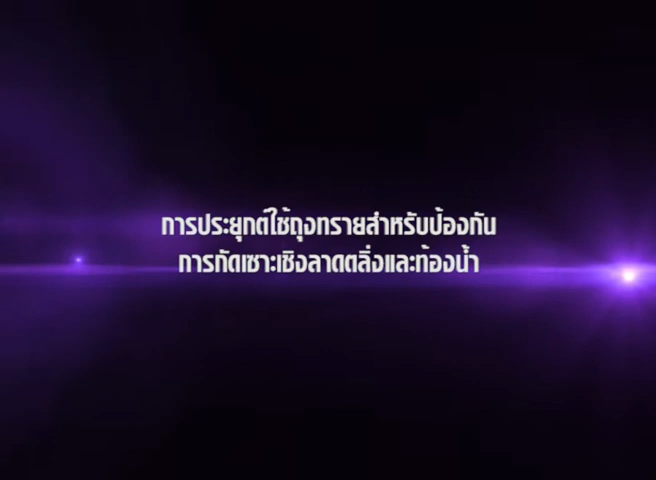 การประยุกต์ใช้ถุงทรายสำหรับป้องกัน
การกัดเซาะเชิงลาดตลิ่งและท้องน้ำ